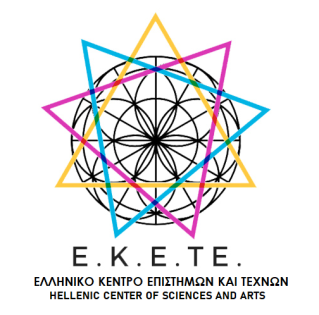 Ε.Κ.Ε.ΤΕ.
ΕΛΛΗΝΙΚΟ ΚΕΝΤΡΟ ΕΠΙΣΤΗΜΩΝ ΚΑΙ ΤΕΧΝΩΝ
HELLENIC CENTER OF SCIENCES AND ARTS